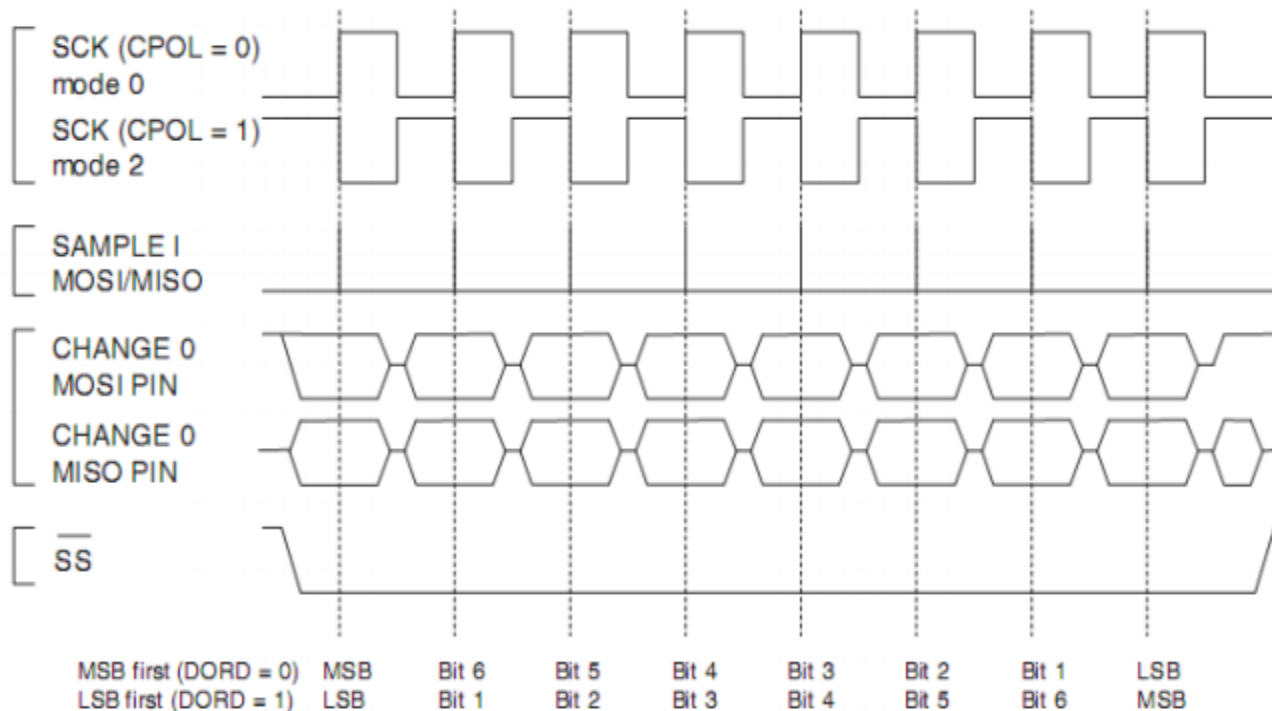 SCK (CPOL = 0)
mode 0
SCK (CPOL = 1)
mode 2
SAMPLE I
MOSI/MISO
CHANGE 0
MOSI PIN
CHANGE 0
MISO PIN
SS
MSB first (DORD = 0) MSB Bit 6 Bit 5 Bit 4 Bit 3 Bit 2 Bit 1 LSB
LSB first (DORD = 1) LSB Bit 1 Bit 2 Bit 3 Bit 4 Bit 5 Bit 6 MSB